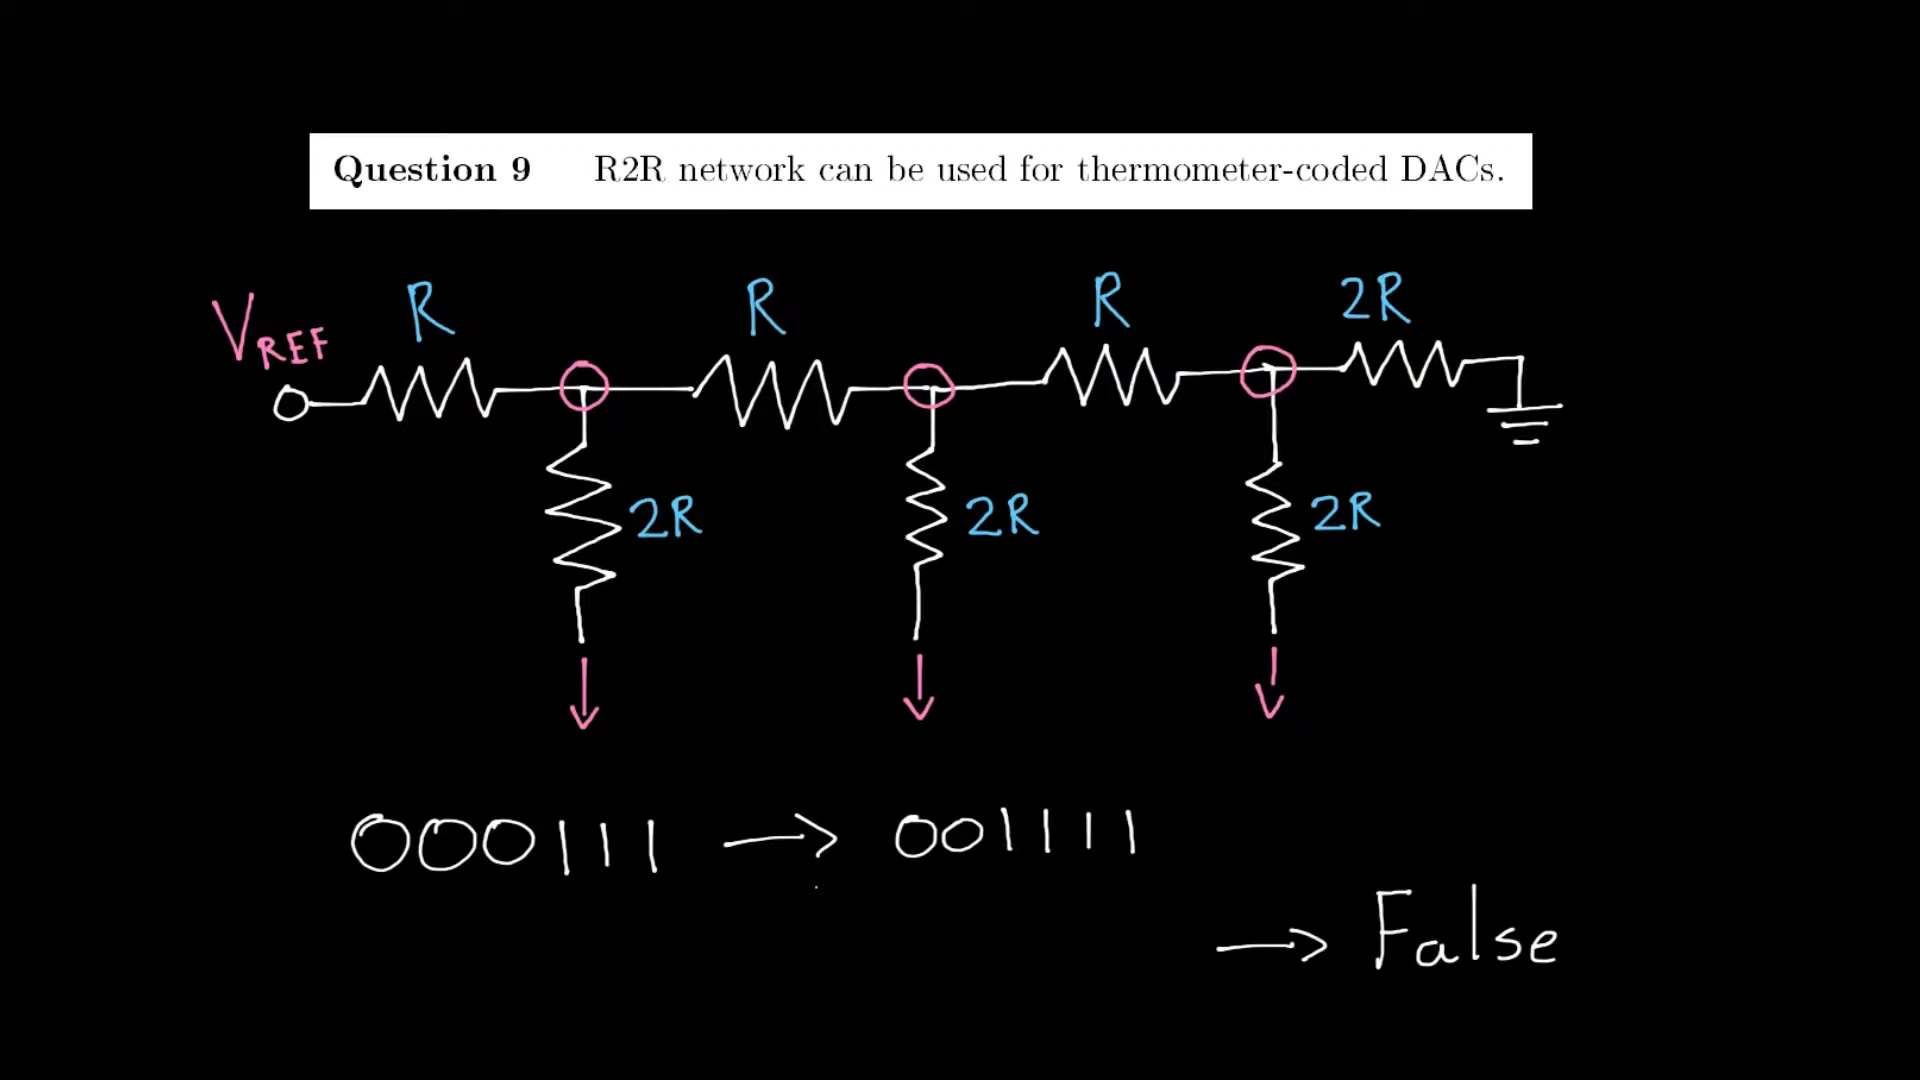 Question 9 R2R network can be used for thermometer-coded DACs.
V_REF R R R 2R
2R 2R 2R
000111 → 001111
→ False